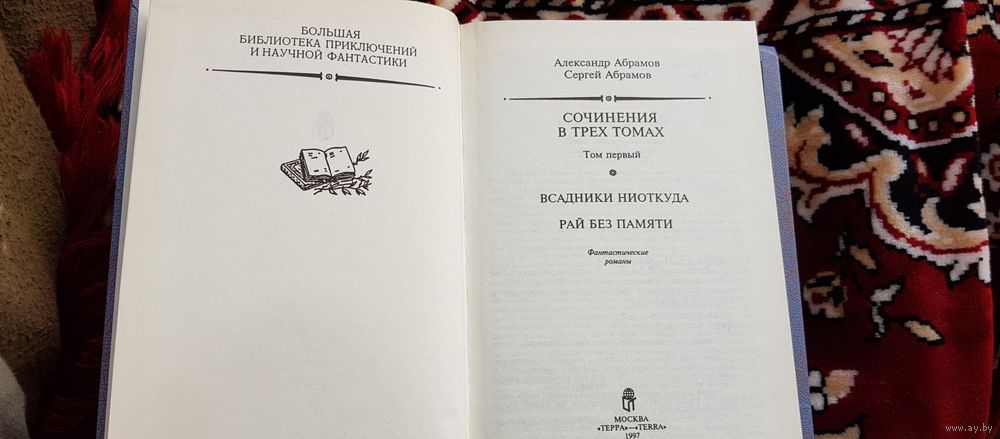 БОЛЬШАЯ
БИБЛИОТЕКА ПРИКЛЮЧЕНИЙ
И НАУЧНОЙ ФАНТАСТИКИ
Александр Абрамов
Сергей Абрамов
СОЧИНЕНИЯ
В ТРЕХ ТОМАХ
Том первый
ВСАДНИКИ НИОТКУДА
РАЙ БЕЗ ПАМЯТИ
Фантастические
романы
МОСКВА
«ТЕРРА»—«TERRA»
1997
www.ay.by